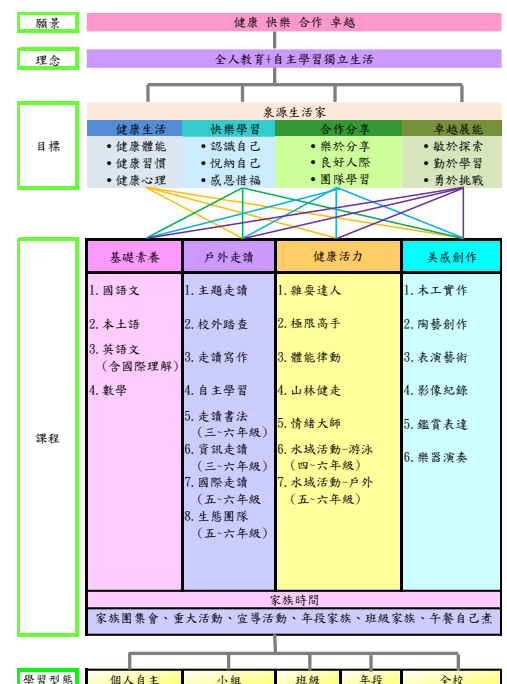 願景
健康 快樂 合作 卓越
理念
全人教育+自主學習獨立生活
目標
泉源生活家
健康生活
•健康體能
•健康習慣
•健康心理
快樂學習
•認識自己
•悅納自己
•感恩惜福
合作分享
•樂於分享
•良好人際
•團隊學習
卓越展能
•敏於探索
•勤於學習
•勇於挑戰
課程
基礎素養
1.國語文
2.本土語
3.英語文
(含國際理解)
4.數學
戶外走讀
1.主題走讀
2.校外踏查
3.走讀寫作
4.自主學習
5.走讀書法
(三~六年級)
6.資訊走讀
(三~六年級)
7.國際走讀
(五~六年級
8.生態團隊
(五~六年級)
健康活力
1.雜耍達人
2.極限高手
3.體能律動
4.山林健走
5.情緒大師
6.水域活動-游泳
(四~六年級)
7.水域活動-戶外
(五~六年級)
美感創作
1.木工實作
2.陶藝創作
3.表演藝術
4.影像紀錄
5.鑑賞表達
6.樂器演奏
家族時間
家族團集會、重大活動、宣導活動、年段家族、班級家族、午餐自己煮
學習型態
個人自主
小組
班級
年段
全校